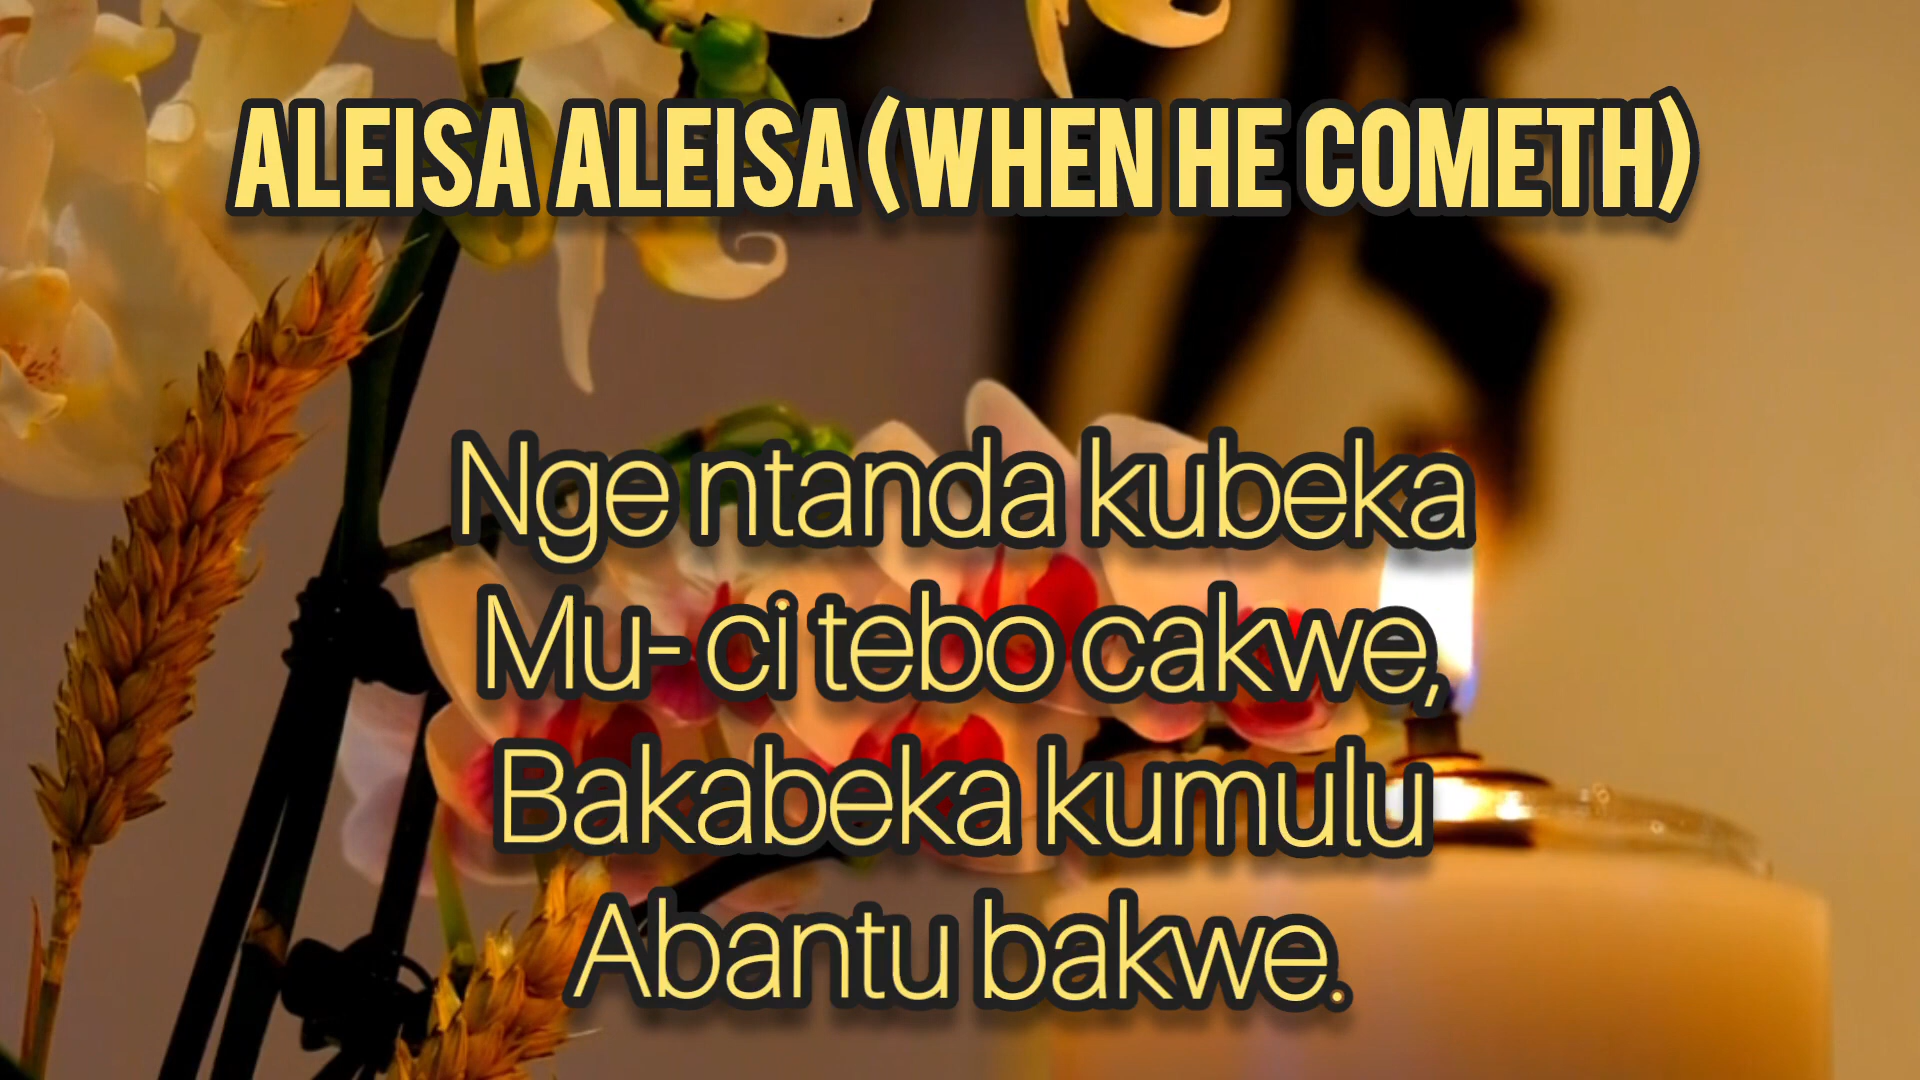 ALEISA ALEISA (WHEN HE COMETH)
Nge ntanda kubeka
Mu- ci tebo cakwe,
Bakabeka kumulu
Abantu bakwe.